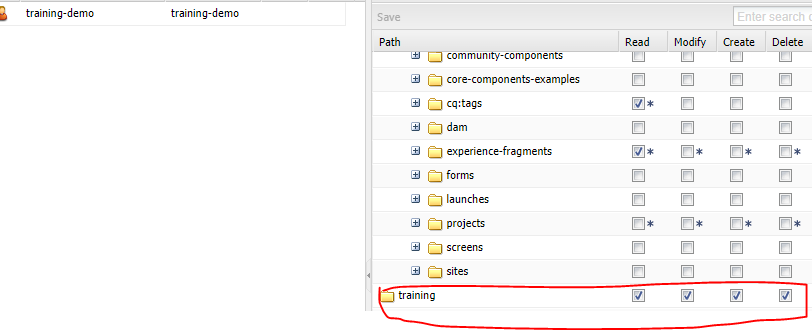 training-demo training-demo
Save Enter search
Path Read Modify Create Delete
community-components
core-components-examples
cq:tags *
dam
experience-fragments * * * *
forms
launches
projects * * * *
screens
sites
training